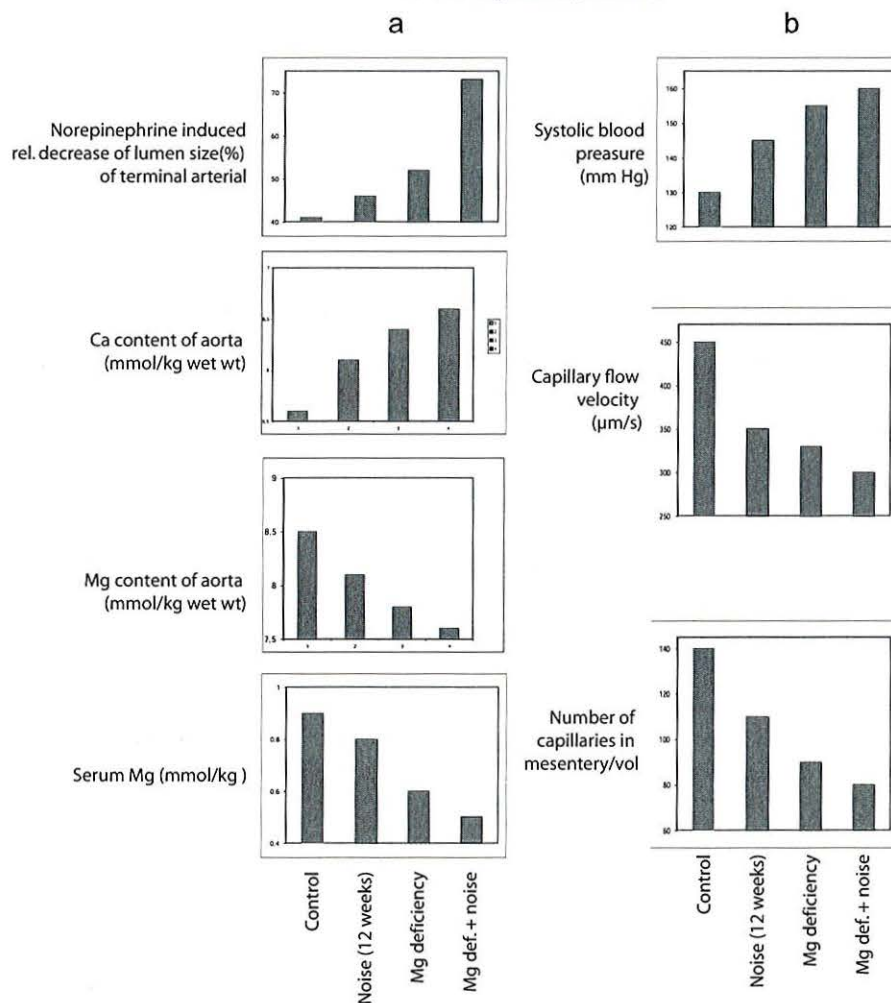 a
b
Norepinephrine induced
rel. decrease of lumen size(%)
of terminal arterial
70
60
50
40
Systolic blood
preasure
(mm Hg)
160
150
140
130
120
Ca content of aorta
(mmol/kg wet wt)
1
2
3
4
Capillary flow
velocity
(µm/s)
450
400
350
300
250
Mg content of aorta
(mmol/kg wet wt)
9
8.5
8
7.5
1
2
3
4
Serum Mg (mmol/kg )
1
0.8
0.6
0.4
Number of
capillaries in
mesentery/vol
140
120
100
80
60
Control
Noise (12 weeks)
Mg deficiency
Mg def. + noise
Control
Noise (12 weeks)
Mg deficiency
Mg def. + noise